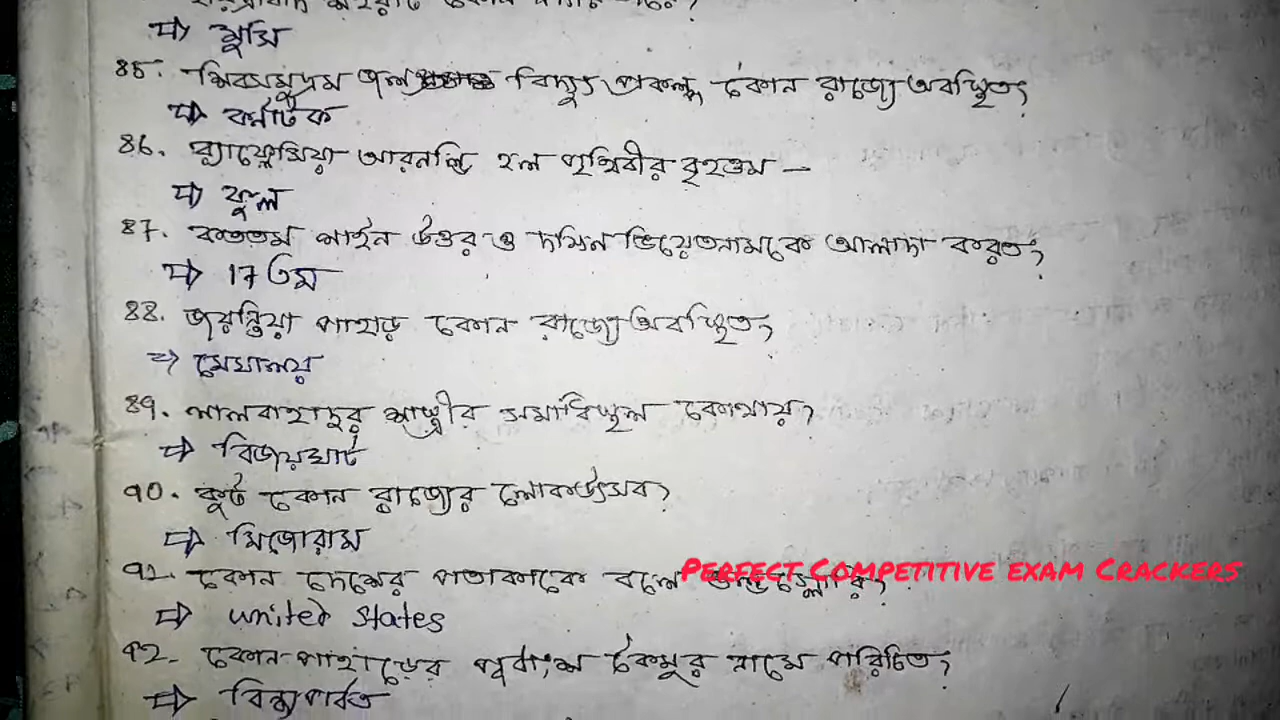 কোন
⇒ মুসি
85. শিবসমুদ্রম জল বিদ্যুৎ প্রকল্প কোন রাজ্যে অবস্থিত?
⇒ কর্নাটক
86. র‍্যাফ্লেসিয়া আরনল্ডি হল পৃথিবীর বৃহত্তম —
⇒ ফুল
87. কততম লাইন উত্তর ও দক্ষিন ভিয়েতনামকে আলাদা করত?
⇒ 17 তম
88. জয়ন্তিয়া পাহাড় কোন রাজ্যে অবস্থিত?
⇒ মেঘালয়
89. লালবাহাদুর শাস্ত্রীর সমাধিস্থল কোথায়?
⇒ বিজয়ঘাট
90. কুট কোন রাজ্যের লোকউৎসব?
⇒ মিজোরাম
91. কোন দেশের পতাকাকে বলে
Perfect Competitive exam Crackers
⇒ united states
92. কোন পাহাড়ের পূর্বাংশ কৈমুর নামে পরিচিত?
⇒ বিন্ধ্যপর্বত